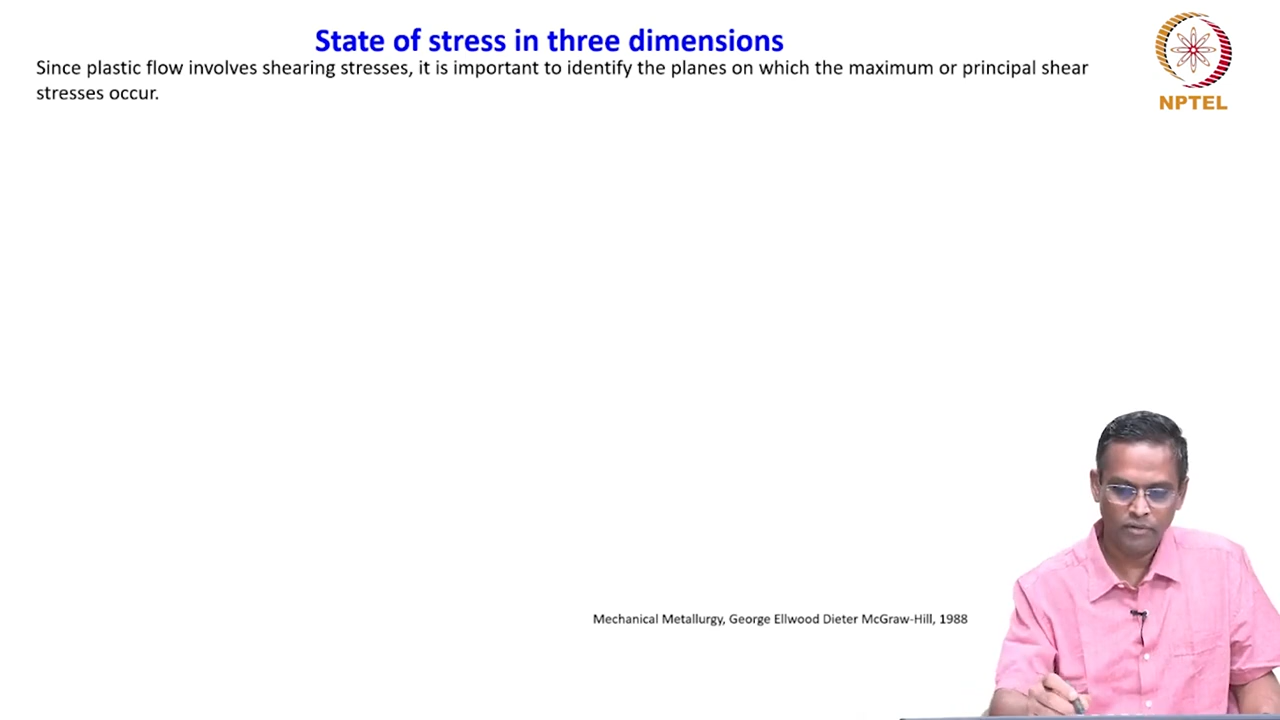 State of stress in three dimensions
Since plastic flow involves shearing stresses, it is important to identify the planes on which the maximum or principal shear
stresses occur.
NPTEL
Mechanical Metallurgy, George Ellwood Dieter McGraw-Hill, 1988